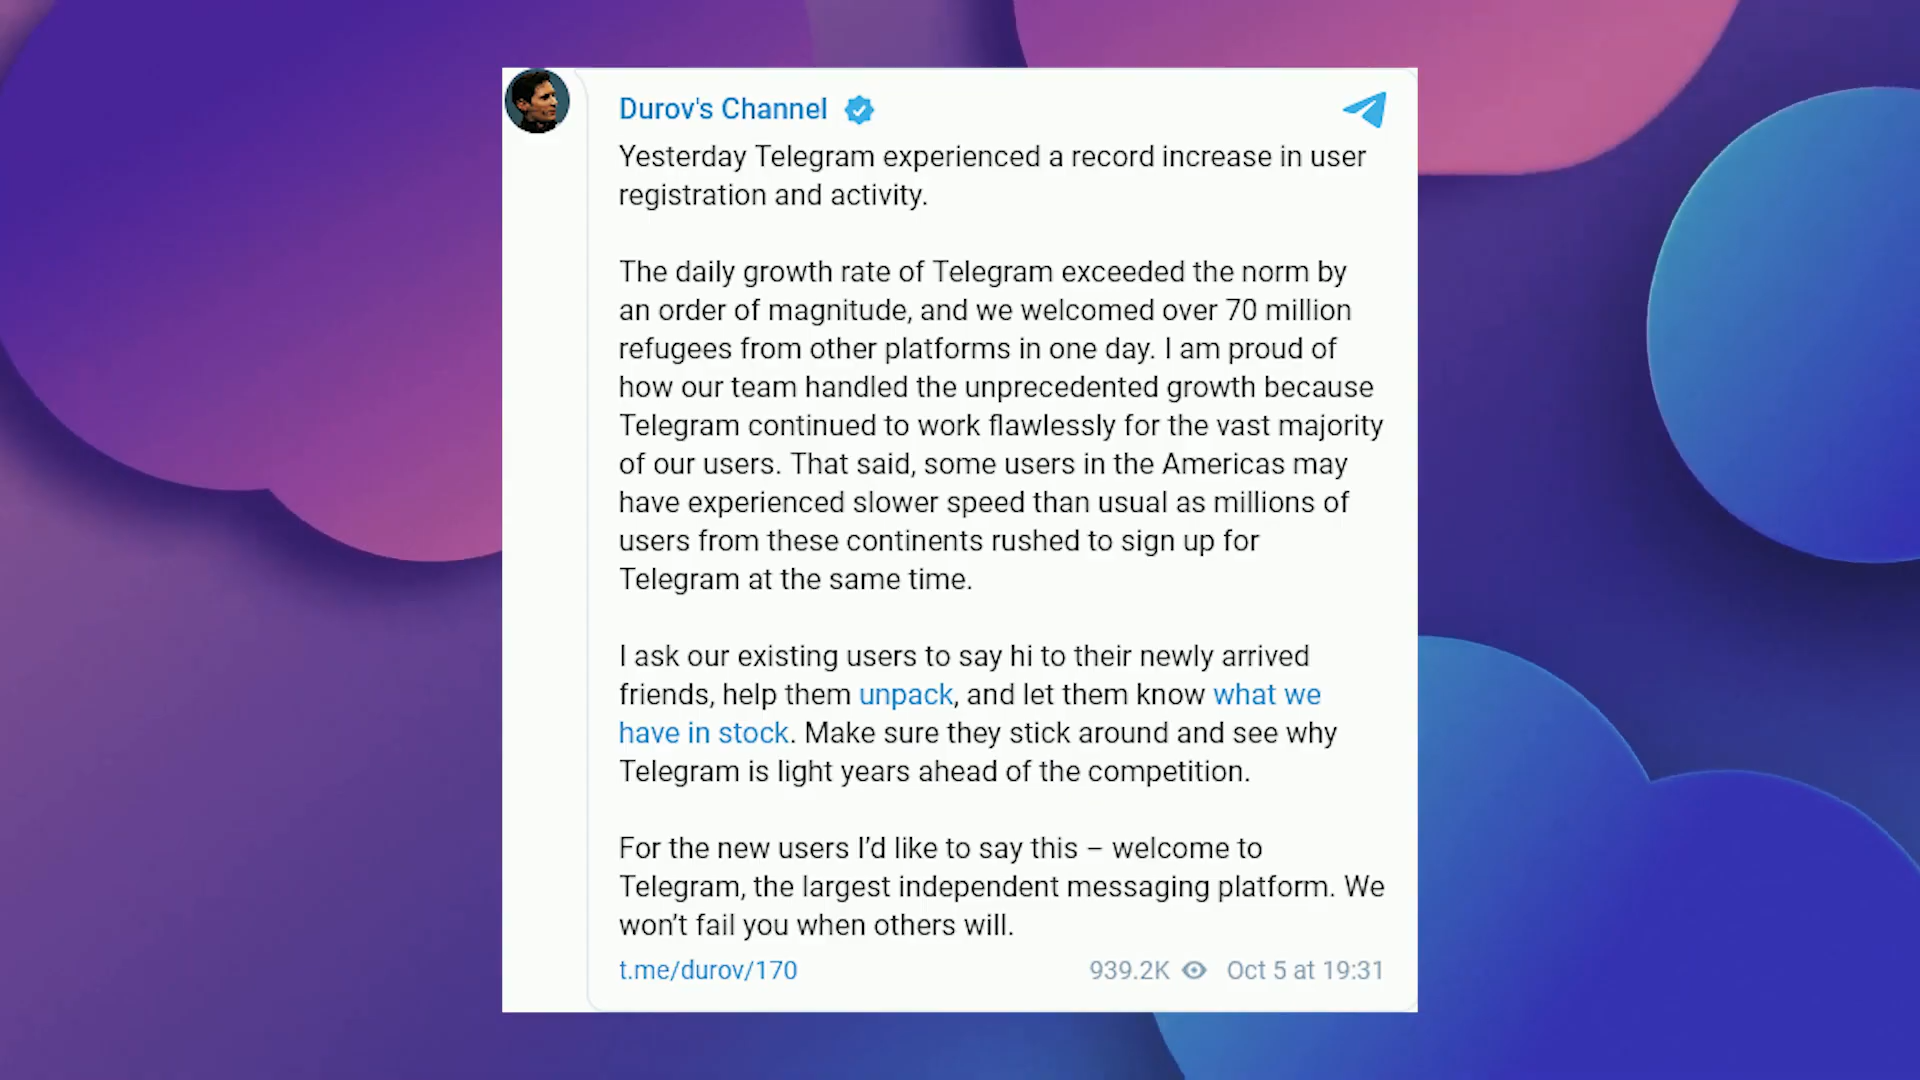 Durov's Channel
Yesterday Telegram experienced a record increase in user
registration and activity.
The daily growth rate of Telegram exceeded the norm by
an order of magnitude, and we welcomed over 70 million
refugees from other platforms in one day. I am proud of
how our team handled the unprecedented growth because
Telegram continued to work flawlessly for the vast majority
of our users. That said, some users in the Americas may
have experienced slower speed than usual as millions of
users from these continents rushed to sign up for
Telegram at the same time.
I ask our existing users to say hi to their newly arrived
friends, help them unpack, and let them know what we
have in stock. Make sure they stick around and see why
Telegram is light years ahead of the competition.
For the new users I’d like to say this – welcome to
Telegram, the largest independent messaging platform. We
won’t fail you when others will.
t.me/durov/170 939.2K Oct 5 at 19:31